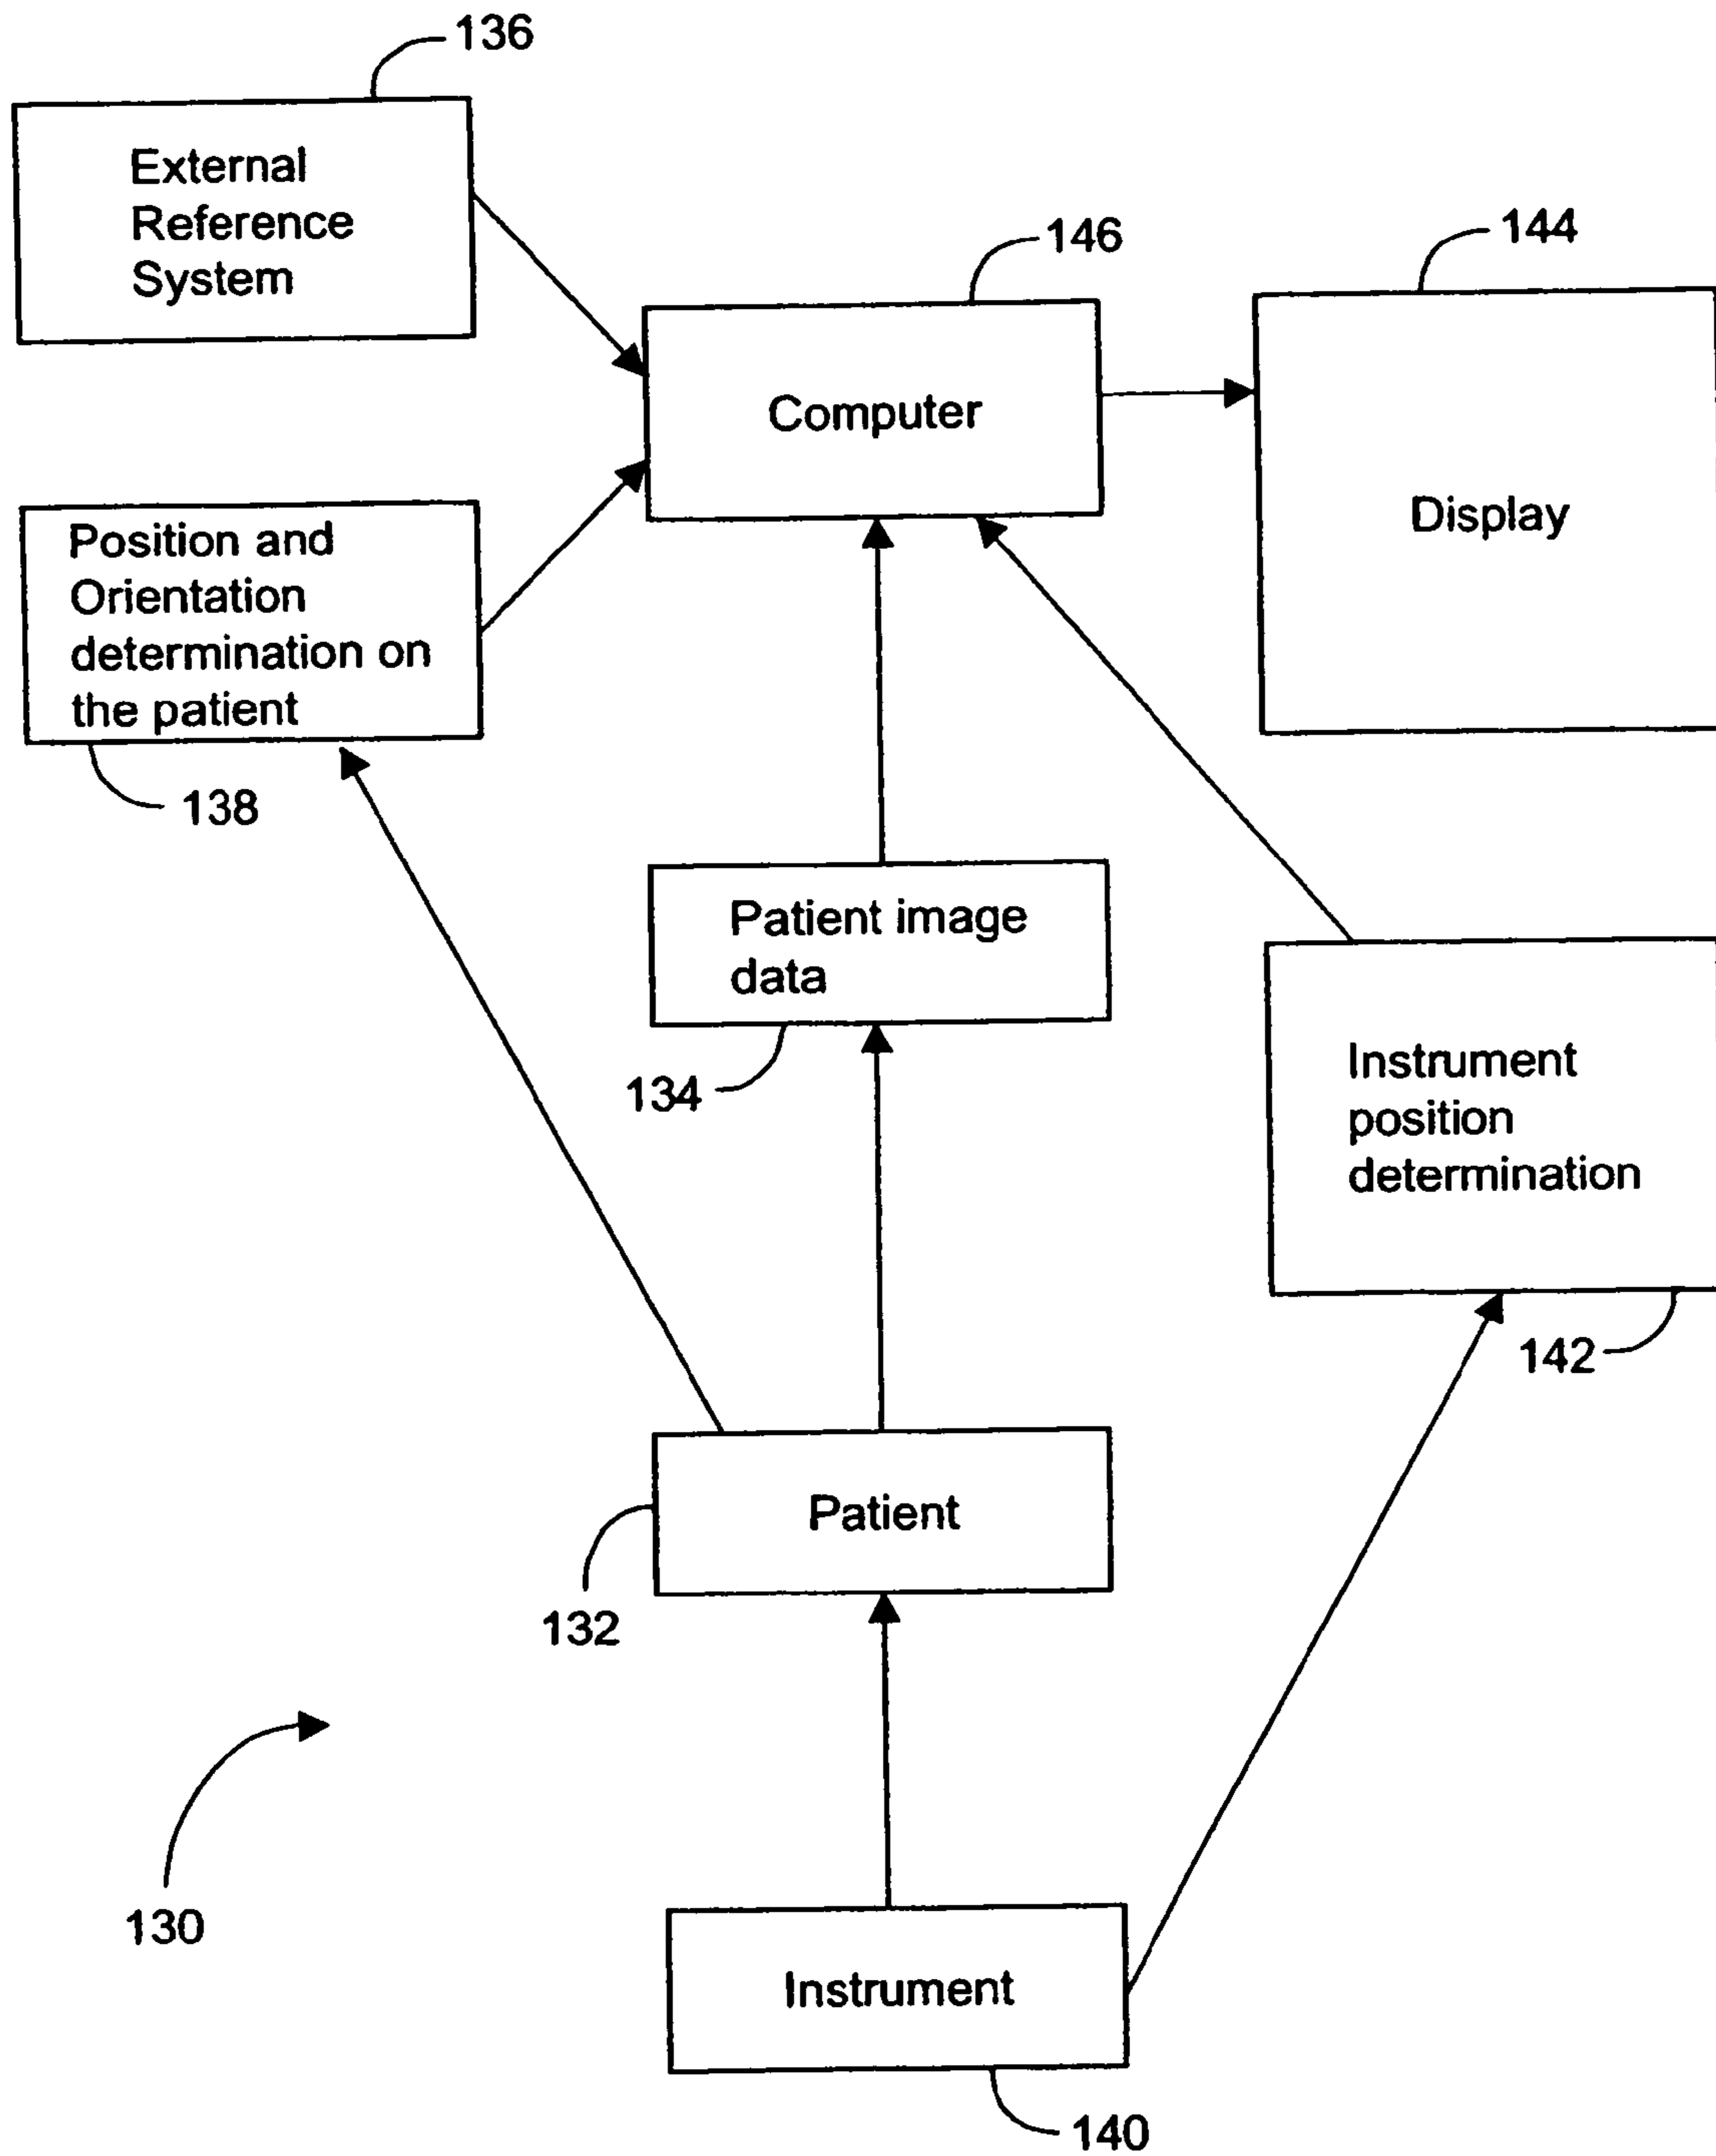 136
External
Reference
System
146
144
Computer
Display
Position and
Orientation
determination on
the patient
138
Patient image
data
134
Instrument
position
determination
142
Patient
132
130
Instrument
140